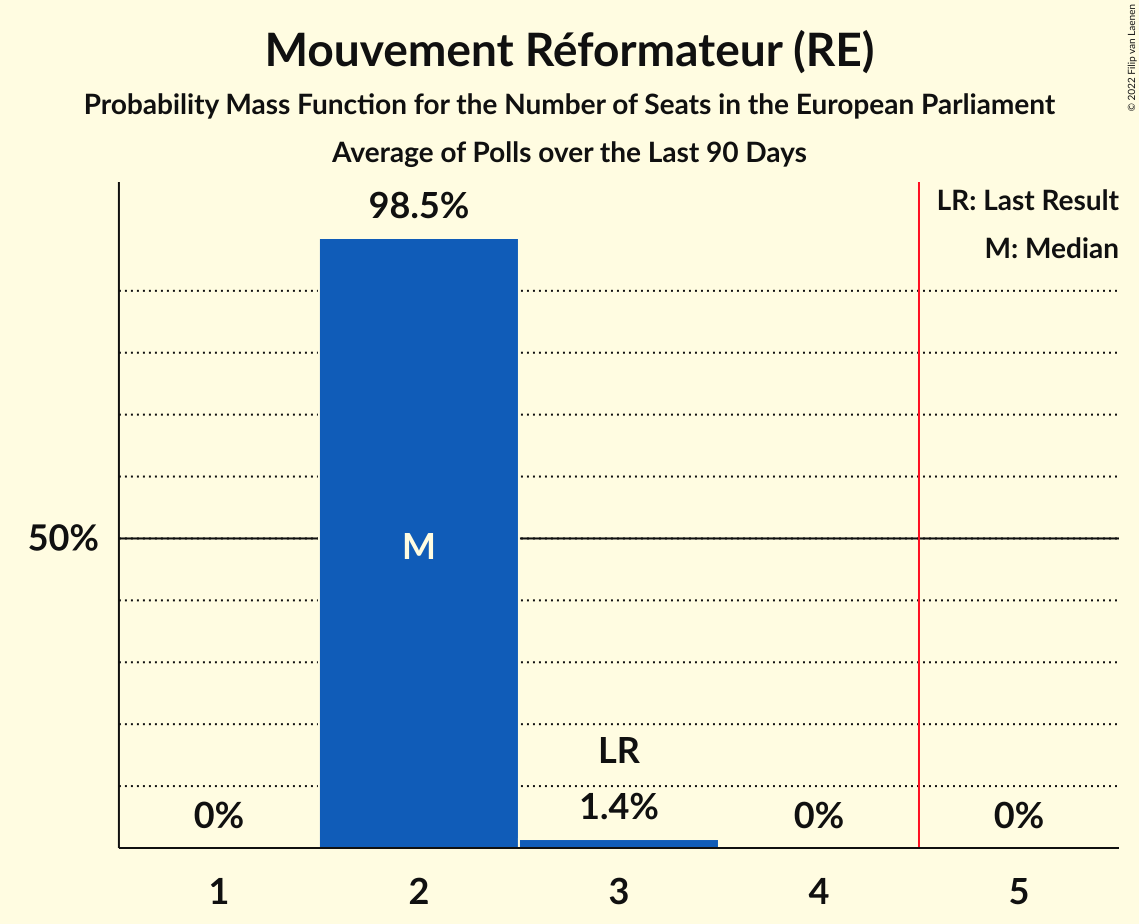 © 2022 Filip van Laenen
Mouvement Réformateur (RE)
Probability Mass Function for the Number of Seats in the European Parliament
Average of Polls over the Last 90 Days
LR: Last Result
M: Median
98.5%
50%
M
LR
0%
1.4%
0%
0%
1
2
3
4
5